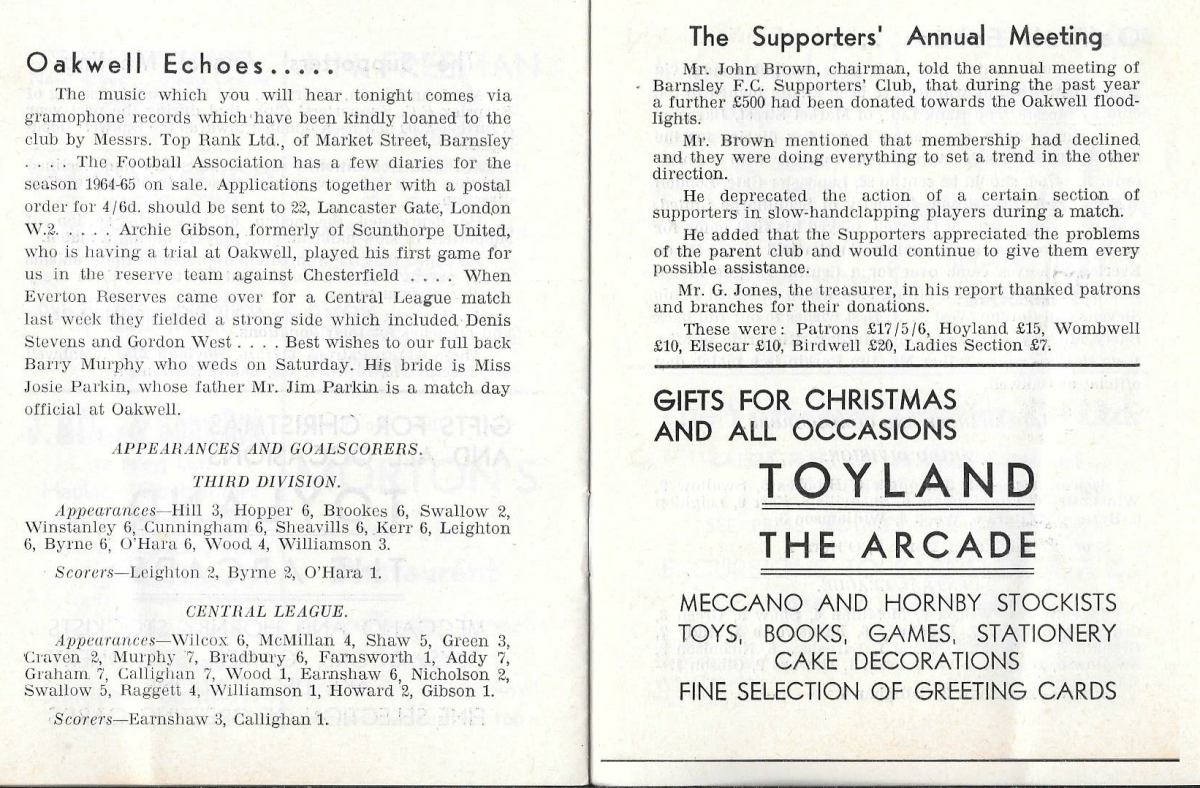 Oakwell Echoes.....
The music which you will hear tonight comes via
gramophone records which have been kindly loaned to the
club by Messrs. Top Rank Ltd., of Market Street, Barnsley
. . . . The Football Association has a few diaries for the
season 1964-65 on sale. Applications together with a postal
order for 4/6d. should be sent to 22, Lancaster Gate, London
W.2. . . . . Archie Gibson, formerly of Scunthorpe United,
who is having a trial at Oakwell, played his first game for
us in the reserve team against Chesterfield . . . . When
Everton Reserves came over for a Central League match
last week they fielded a strong side which included Denis
Stevens and Gordon West . . . . Best wishes to our full back
Barry Murphy who weds on Saturday. His bride is Miss
Josie Parkin, whose father Mr. Jim Parkin is a match day
official at Oakwell.
APPEARANCES AND GOALSCORERS.
THIRD DIVISION.
Appearances—Hill 3, Hopper 6, Brookes 6, Swallow 2,
Winstanley 6, Cunningham 6, Sheavills 6, Kerr 6, Leighton
6, Byrne 6, O'Hara 6, Wood 4, Williamson 3.
Scorers—Leighton 2, Byrne 2, O'Hara 1.
CENTRAL LEAGUE.
Appearances—Wilcox 6, McMillan 4, Shaw 5, Green 3,
Craven 2, Murphy 7, Bradbury 6, Farnsworth 1, Addy 7,
Graham 7, Callighan 7, Wood 1, Earnshaw 6, Nicholson 2,
Swallow 5, Raggett 4, Williamson 1, Howard 2, Gibson 1.
Scorers—Earnshaw 3, Callighan 1.
The Supporters' Annual Meeting
Mr. John Brown, chairman, told the annual meeting of
Barnsley F.C. Supporters' Club, that during the past year
a further £500 had been donated towards the Oakwell flood-
lights.
Mr. Brown mentioned that membership had declined
and they were doing everything to set a trend in the other
direction.
He deprecated the action of a certain section of
supporters in slow-handclapping players during a match.
He added that the Supporters appreciated the problems
of the parent club and would continue to give them every
possible assistance.
Mr. G. Jones, the treasurer, in his report thanked patrons
and branches for their donations.
These were: Patrons £17/5/6, Hoyland £15, Wombwell
£10, Elsecar £10, Birdwell £20, Ladies Section £7.
GIFTS FOR CHRISTMAS
AND ALL OCCASIONS
TOYLAND
THE ARCADE
MECCANO AND HORNBY STOCKISTS
TOYS, BOOKS, GAMES, STATIONERY
CAKE DECORATIONS
FINE SELECTION OF GREETING CARDS